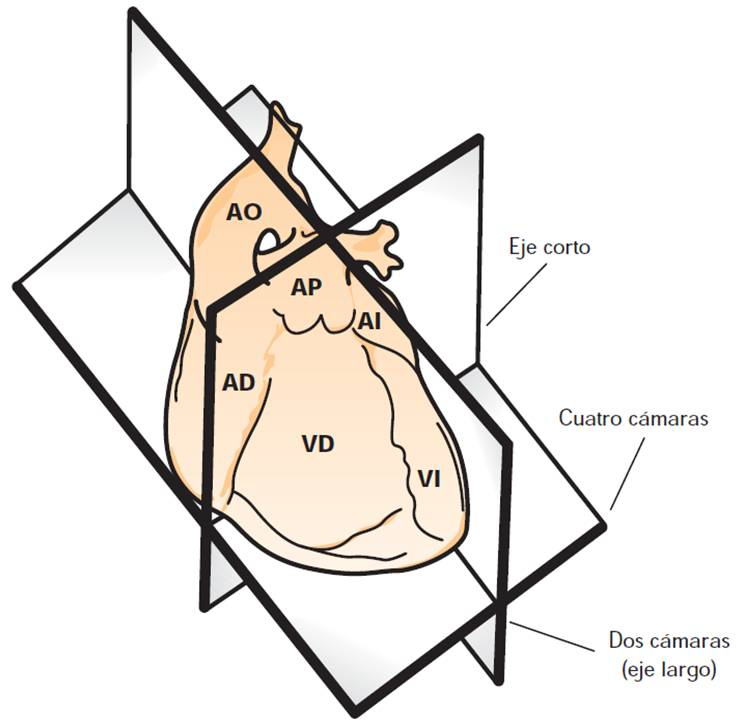 AO
Eje corto
AP
AI
AD
Cuatro cámaras
VD
VI
Dos cámaras
(eje largo)